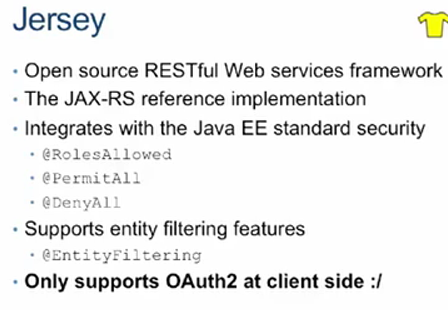 Jersey
• Open source RESTful Web services framework
• The JAX-RS reference implementation
• Integrates with the Java EE standard security
• @RolesAllowed
• @PermitAll
• @DenyAll
• Supports entity filtering features
• @EntityFiltering
• Only supports OAuth2 at client side :/